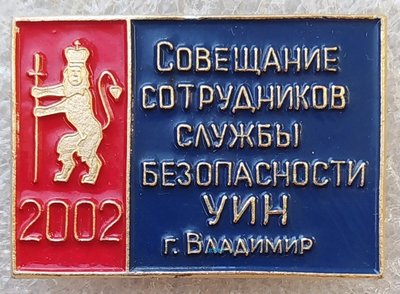 Совещание
сотрудников
службы
безопасности
УИН
г. Владимир
2002